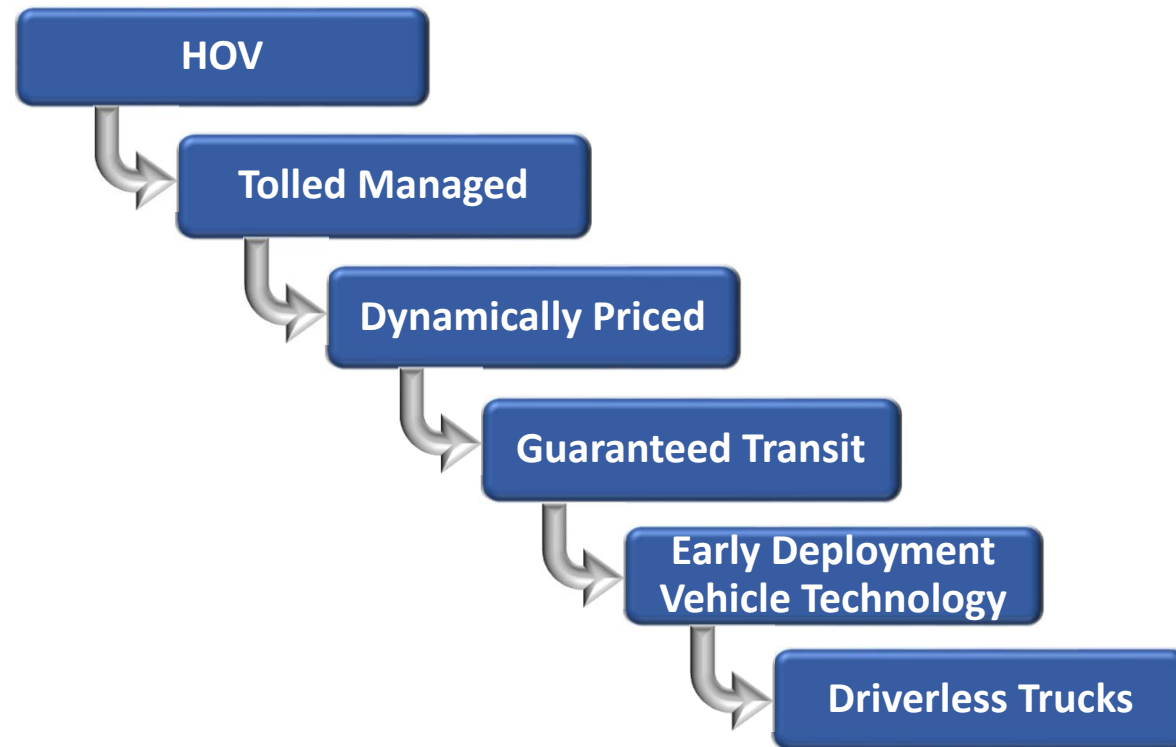 HOV
Tolled Managed
Dynamically Priced
Guaranteed Transit
Early Deployment
Vehicle Technology
Driverless Trucks